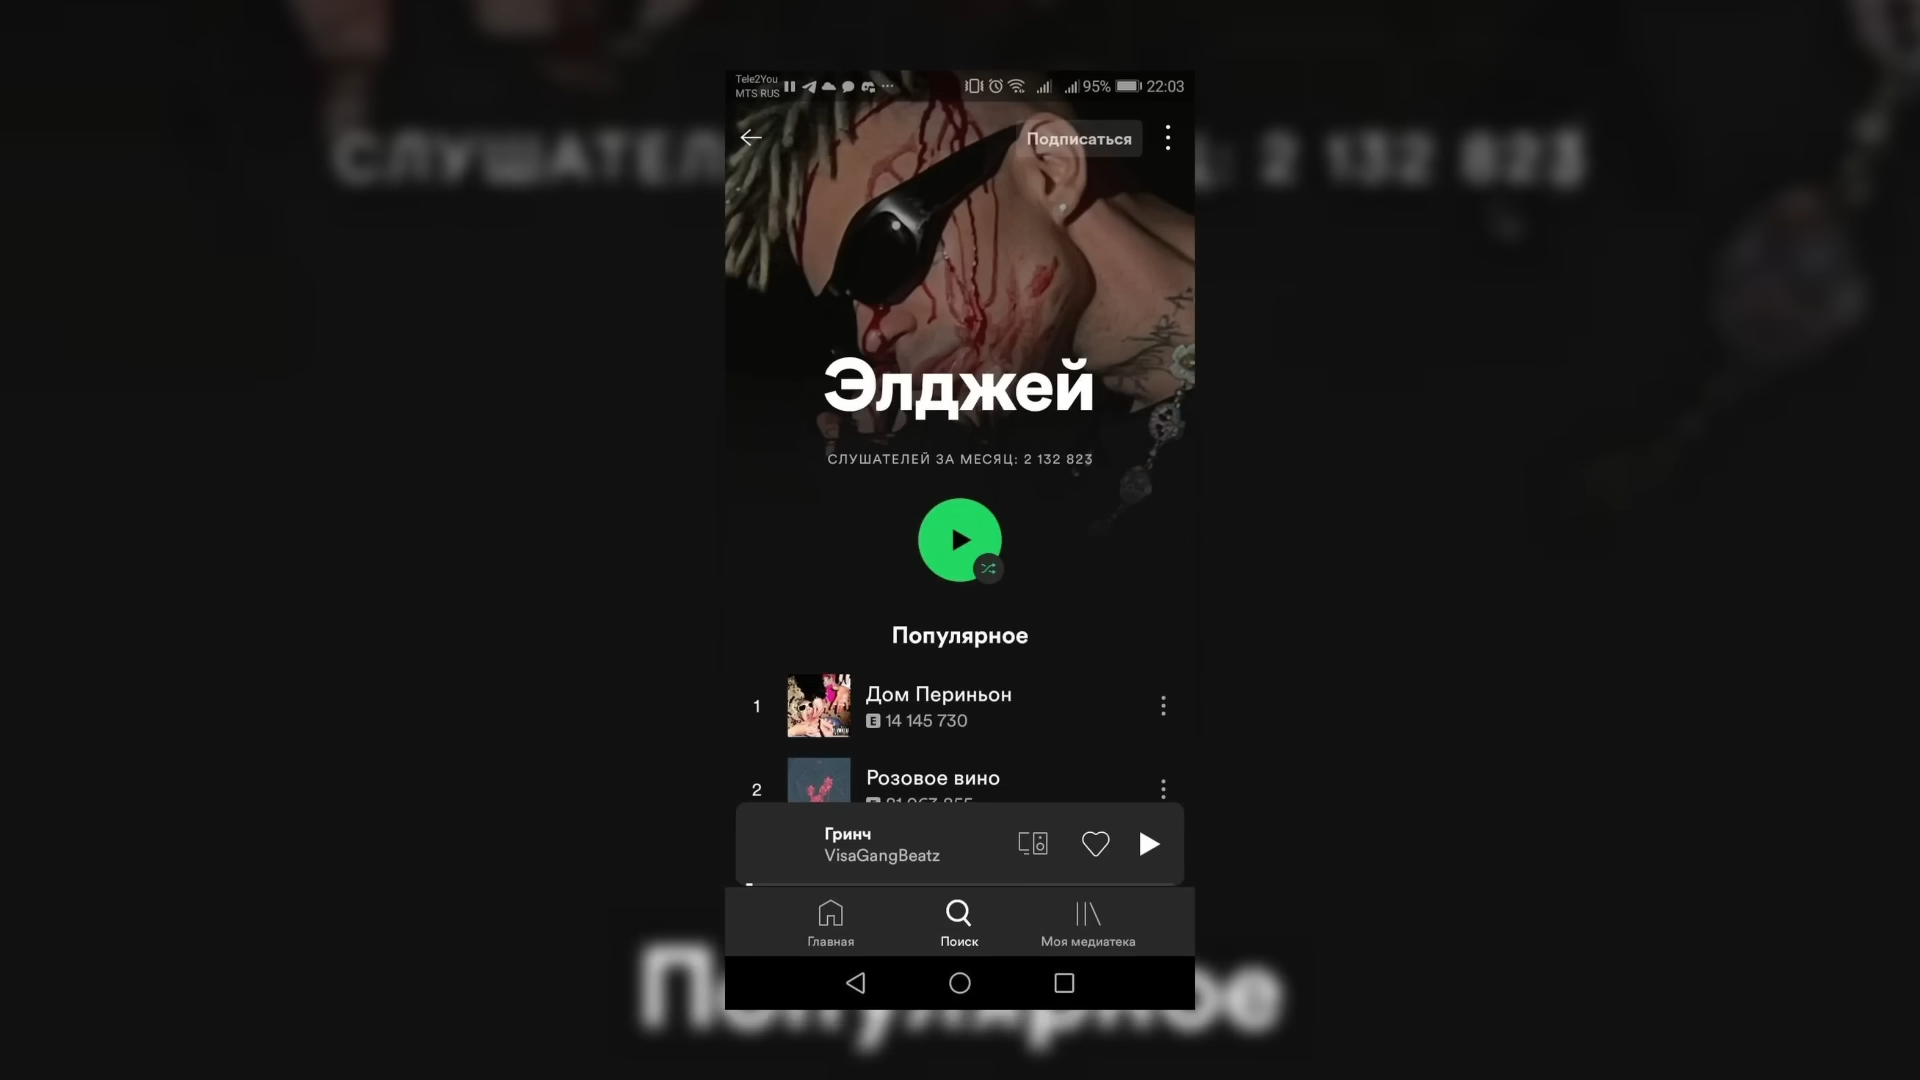 Tele2You
MTS RUS
95%
22:03
Подписаться
Элджей
СЛУШАТЕЛЕЙ ЗА МЕСЯЦ: 2 132 823
Популярное
1
Дом Периньон
E 14 145 730
2
Розовое вино
Гринч
VisaGangBeatz
Главная
Поиск
Моя медиатека